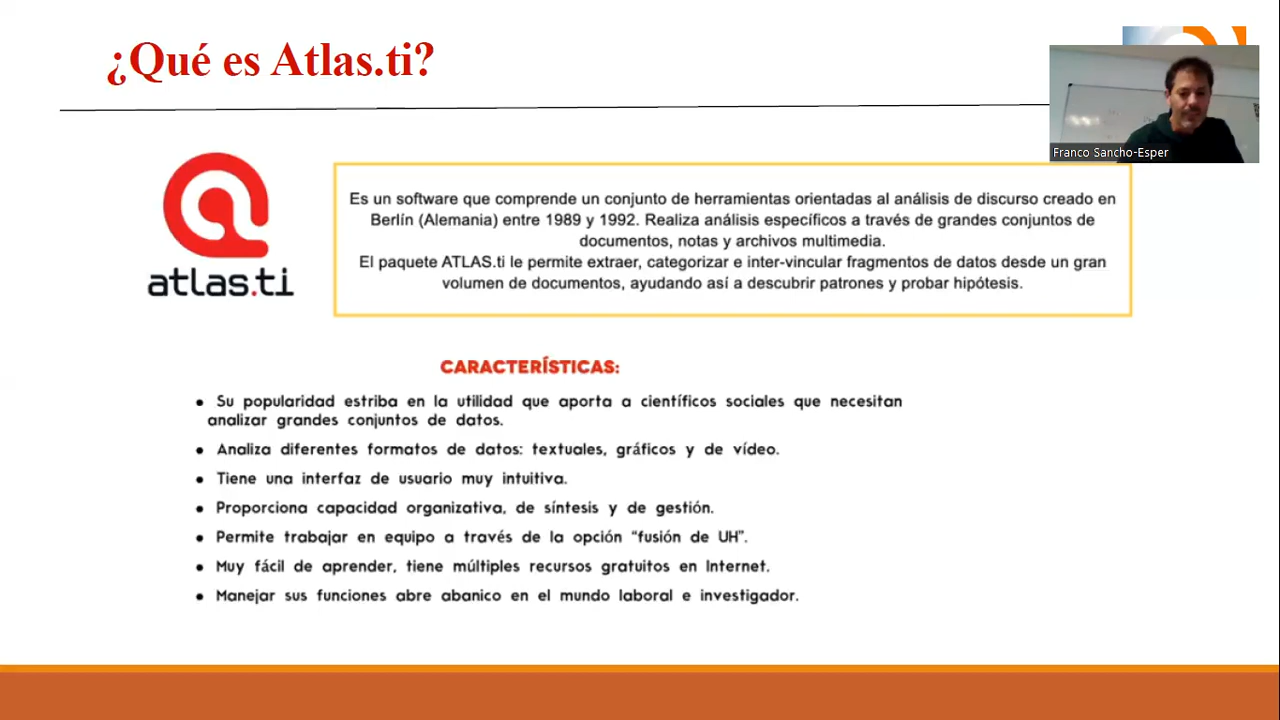 ¿Qué es Atlas.ti?
Franco Sancho-Esper
atlas.ti
Es un software que comprende un conjunto de herramientas orientadas al análisis de discurso creado en
Berlín (Alemania) entre 1989 y 1992. Realiza análisis específicos a través de grandes conjuntos de
documentos, notas y archivos multimedia.
El paquete ATLAS.ti le permite extraer, categorizar e inter-vincular fragmentos de datos desde un gran
volumen de documentos, ayudando así a descubrir patrones y probar hipótesis.
CARACTERÍSTICAS:
• Su popularidad estriba en la utilidad que aporta a científicos sociales que necesitan
analizar grandes conjuntos de datos.
• Analiza diferentes formatos de datos: textuales, gráficos y de vídeo.
• Tiene una interfaz de usuario muy intuitiva.
• Proporciona capacidad organizativa, de síntesis y de gestión.
• Permite trabajar en equipo a través de la opción “fusión de UH”.
• Muy fácil de aprender, tiene múltiples recursos gratuitos en Internet.
• Manejar sus funciones abre abanico en el mundo laboral e investigador.